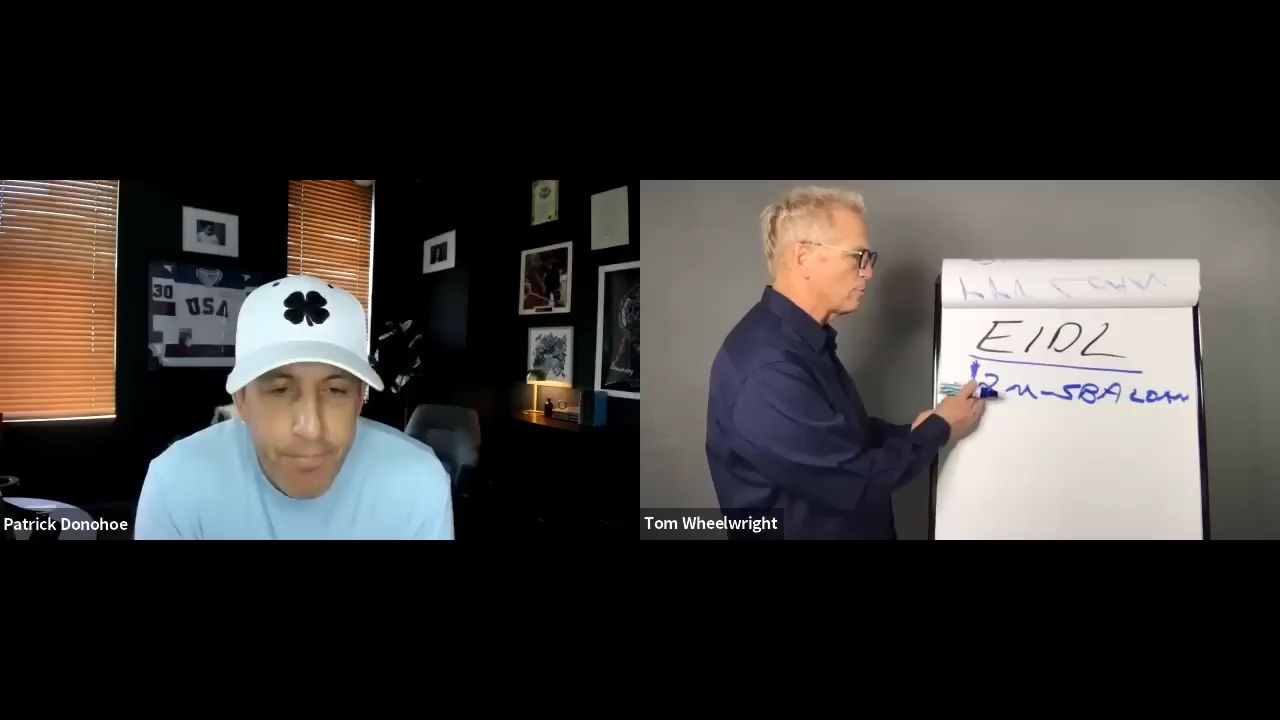 30
USA
Patrick Donohoe
Tom Wheelwright
EIDL
$2M-SBA LOAN